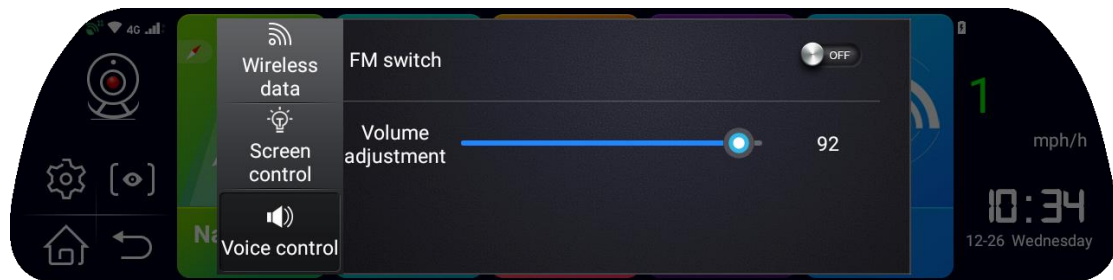 4G
Wireless
data
FM switch
OFF
Screen
control
Volume
adjustment
92
Voice control
Na
1
mph/h
10:34
12-26 Wednesday